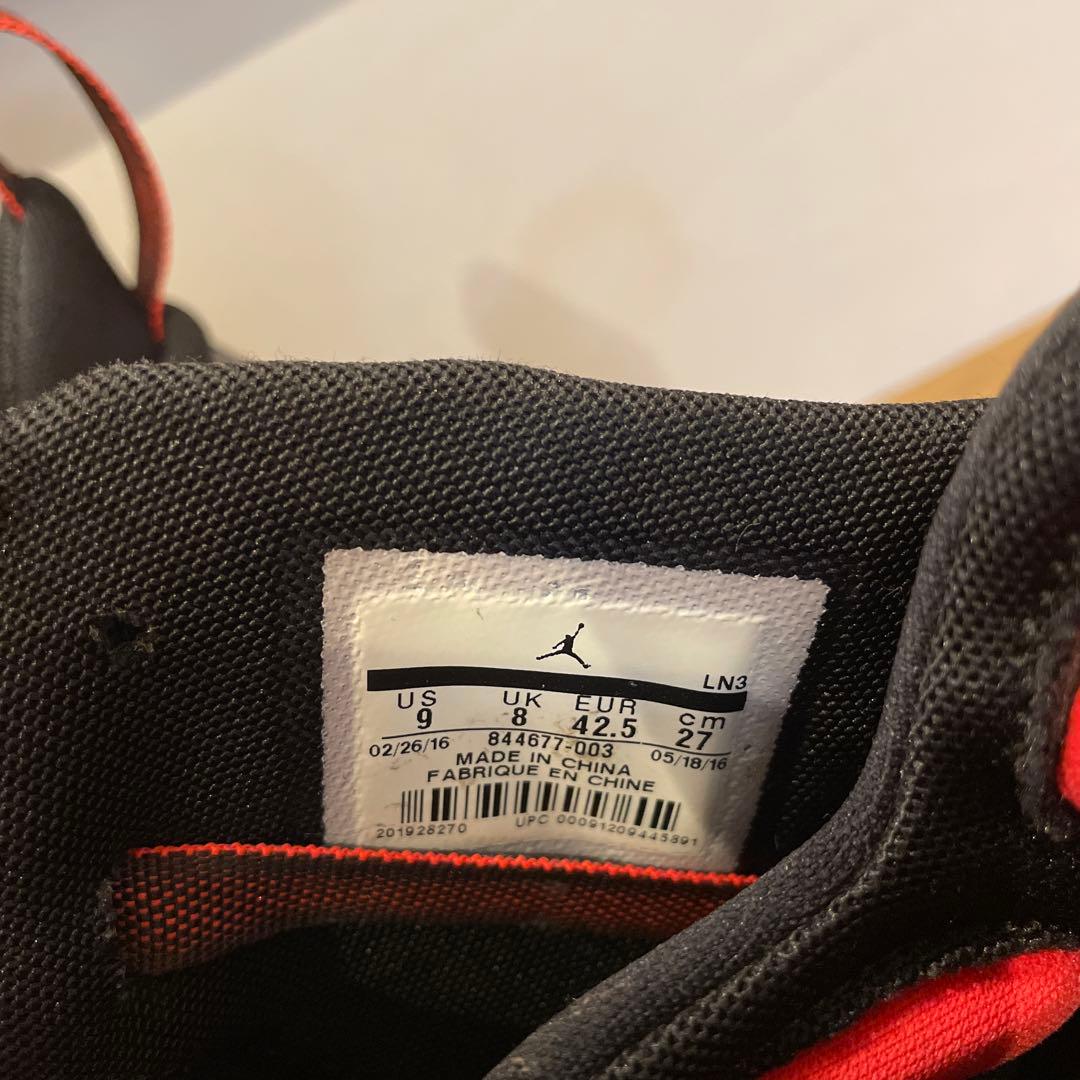 LN3
US UK EUR cm
9 8 42.5 27
02/26/16 844677-003 05/18/16
MADE IN CHINA
FABRIQUE EN CHINE
201928270 UPC 00091209445891